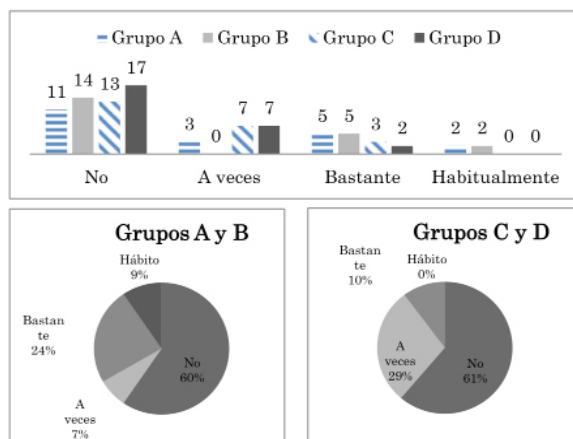 Grupo A Grupo B Grupo C Grupo D
11 14 13 17
3 0 7 7
5 5 3 2
2 2 0 0
No A veces Bastante Habitualmente
Grupos A y B
Hábito
9%
Bastan
te
24%
A
veces
7%
No
60%
Grupos C y D
Bastan
te
10%
Hábito
0%
A
veces
29%
No
61%